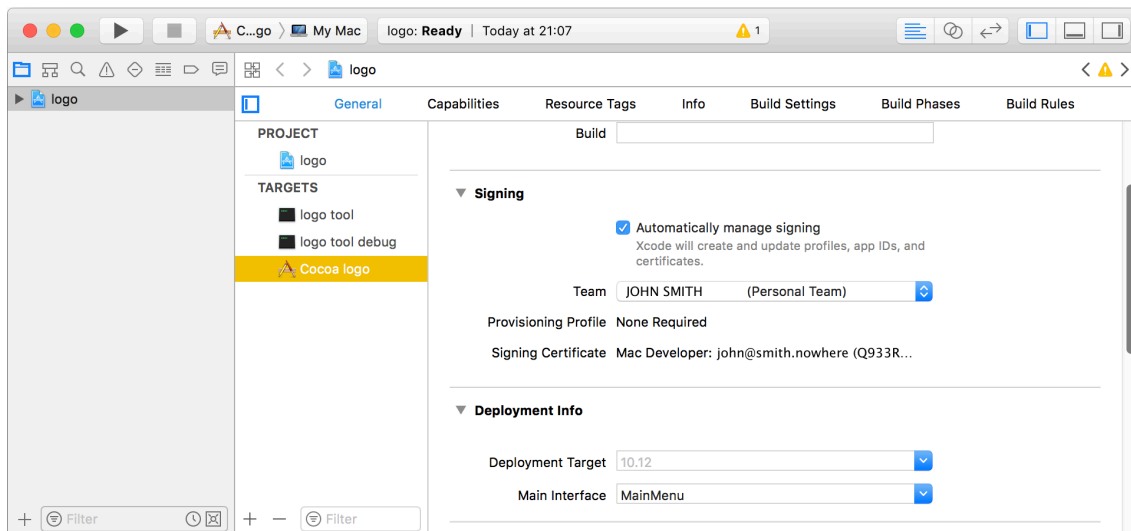 C...go 〉 My Mac
logo: Ready | Today at 21:07
1
logo
logo
General Capabilities Resource Tags Info Build Settings Build Phases Build Rules
PROJECT
logo
TARGETS
logo tool
logo tool debug
Cocoa logo
Build
Signing
Automatically manage signing
Xcode will create and update profiles, app IDs, and
certificates.
Team JOHN SMITH (Personal Team)
Provisioning Profile None Required
Signing Certificate Mac Developer: john@smith.nowhere (Q933R...
Deployment Info
Deployment Target 10.12
Main Interface MainMenu
Filter
Filter